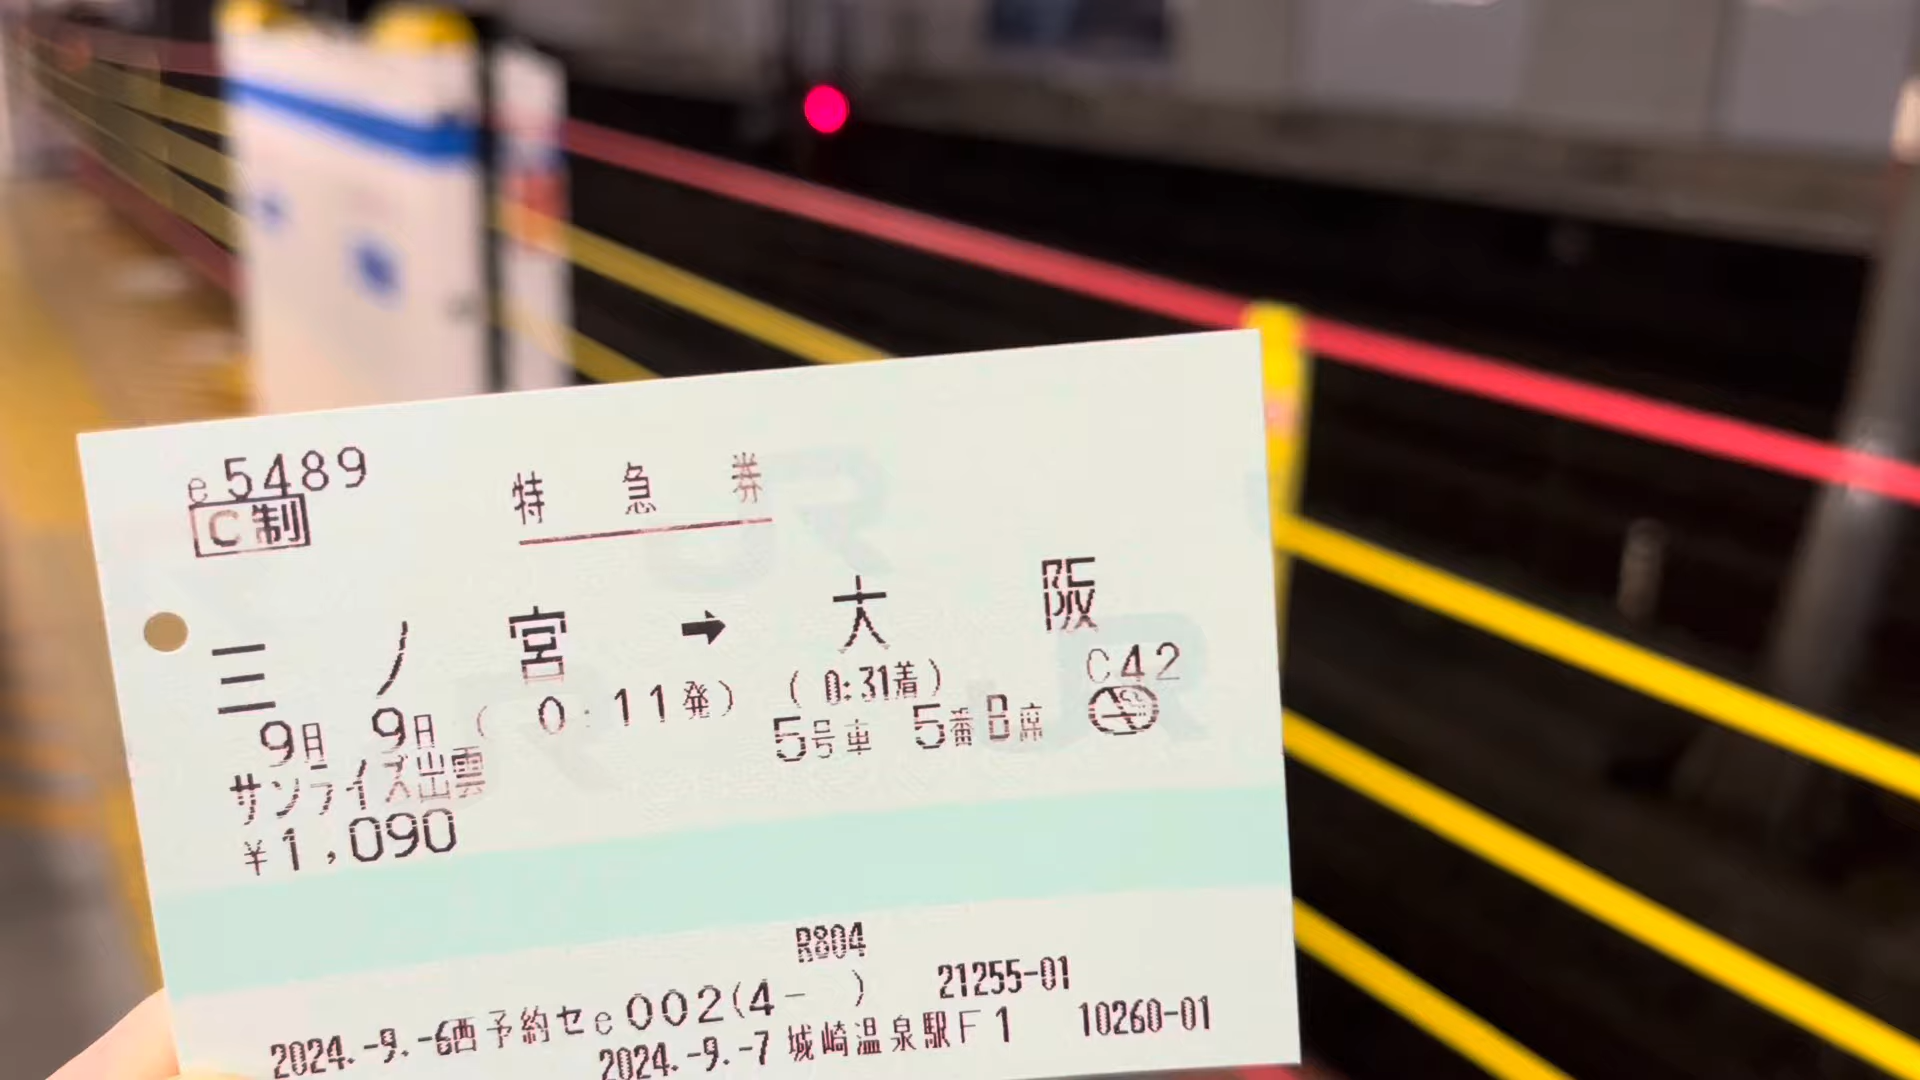 e5489
C制
特急券
三ノ宮 → 大阪
9日 9日 ( 0:11発) (0:31着) C42
サンライズ出雲 5号車 5番B席
¥1,090
R804
2024.-9.-6西予約セe002(4- ) 21255-01
2024.-9.-7 城崎温泉駅F1 10260-01